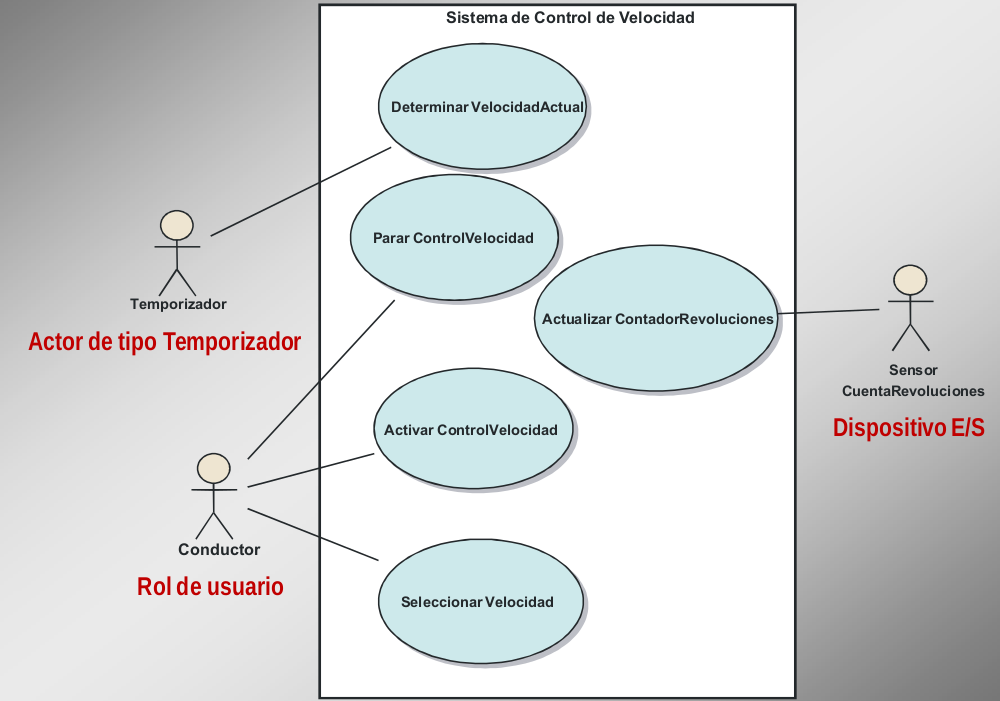 Sistema de Control de Velocidad
Determinar VelocidadActual
Parar ControlVelocidad
Temporizador
Actor de tipo Temporizador
Actualizar ContadorRevoluciones
Sensor
CuentaRevoluciones
Dispositivo E/S
Activar ControlVelocidad
Conductor
Rol de usuario
Seleccionar Velocidad